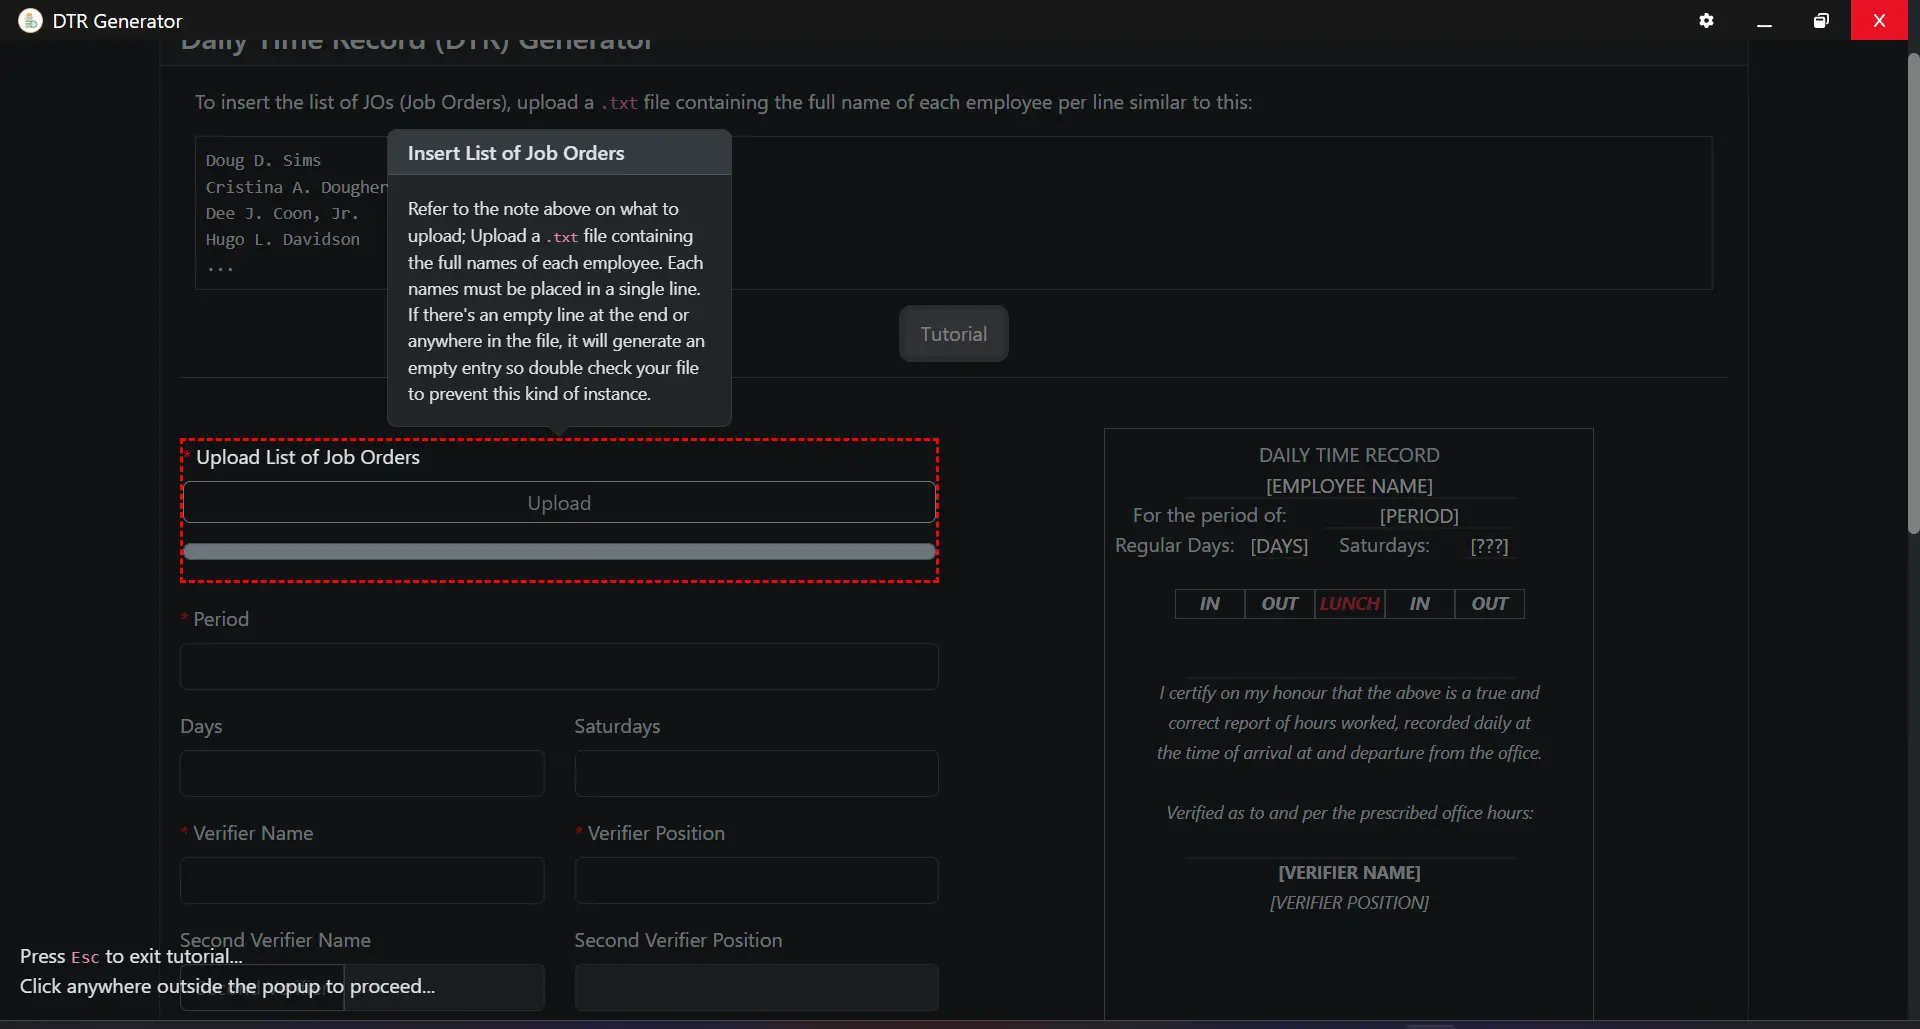 DTR Generator
X
Daily Time Record (DTR) Generator
To insert the list of JOs (Job Orders), upload a .txt file containing the full name of each employee per line similar to this:
Doug D. Sims
Cristina A. Dougher
Dee J. Coon, Jr.
Hugo L. Davidson
...
Insert List of Job Orders
Refer to the note above on what to
upload; Upload a .txt file containing
the full names of each employee. Each
names must be placed in a single line.
If there's an empty line at the end or
anywhere in the file, it will generate an
empty entry so double check your file
to prevent this kind of instance.
Tutorial
* Upload List of Job Orders
Upload
* Period
Days
Saturdays
* Verifier Name
* Verifier Position
Second Verifier Name
Second Verifier Position
Press Esc to exit tutorial...
Click anywhere outside the popup to proceed...
DAILY TIME RECORD
[EMPLOYEE NAME]
For the period of: [PERIOD]
Regular Days: [DAYS] Saturdays: [???]
IN OUT LUNCH IN OUT
I certify on my honour that the above is a true and
correct report of hours worked, recorded daily at
the time of arrival at and departure from the office.
Verified as to and per the prescribed office hours:
[VERIFIER NAME]
[VERIFIER POSITION]